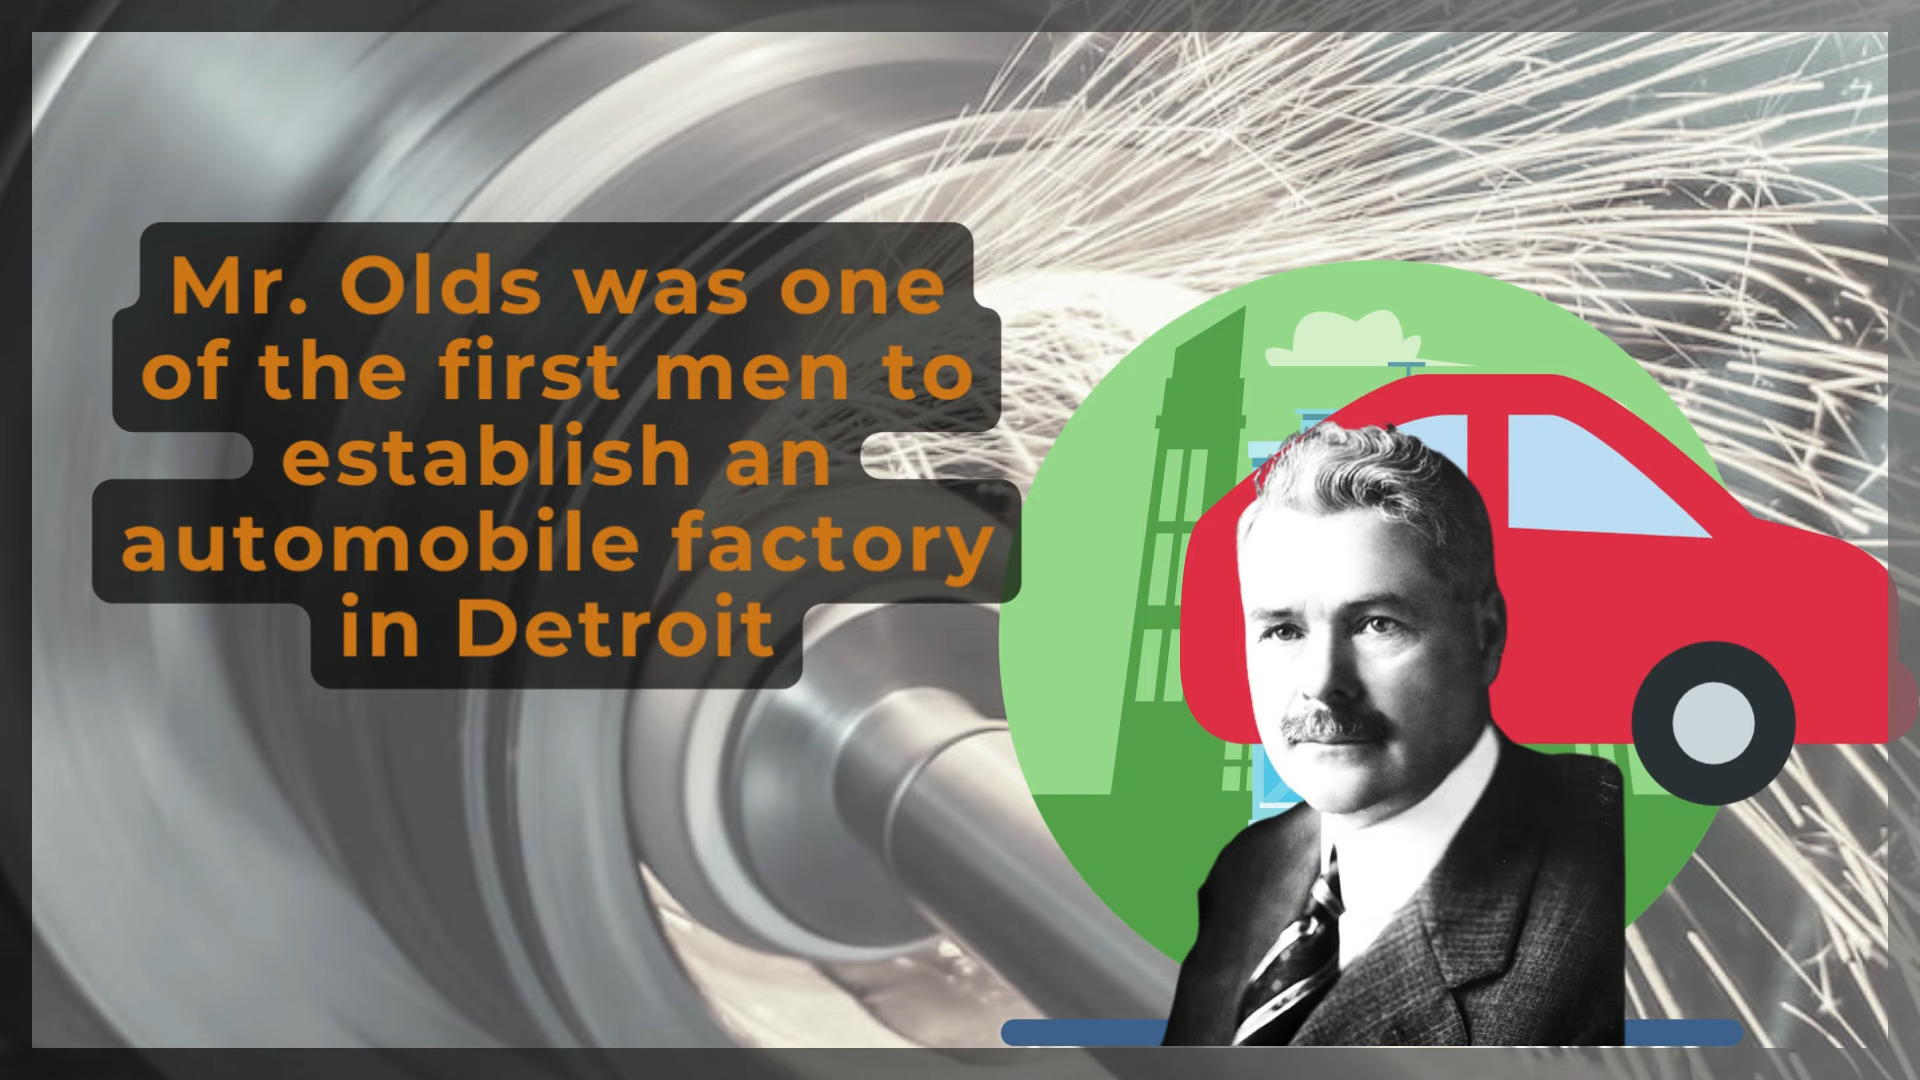 Mr. Olds was one
of the first men to
establish an
automobile factory
in Detroit